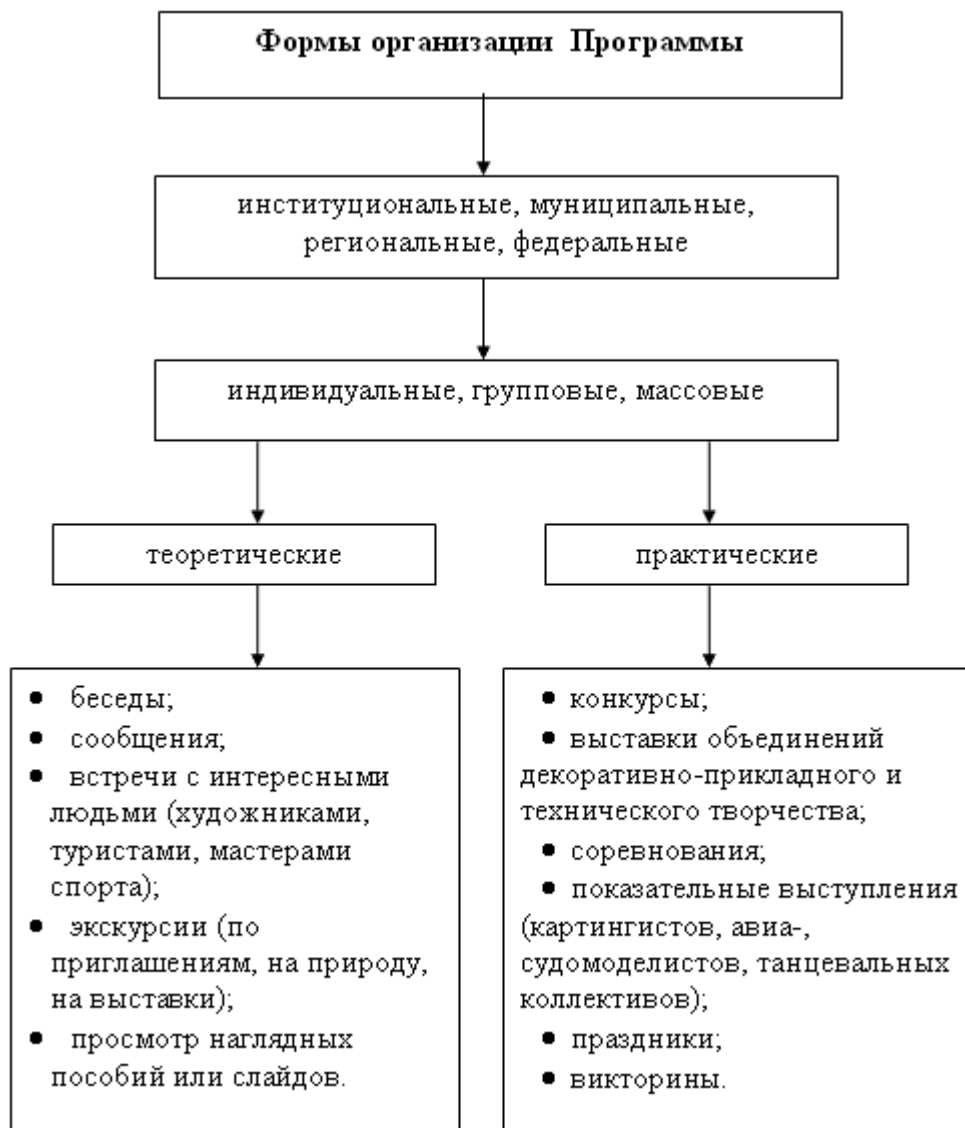 Формы организации Программы
институциональные, муниципальные,
региональные, федеральные
индивидуальные, групповые, массовые
теоретические
практические
• беседы;
• сообщения;
• встречи с интересными
людьми (художниками,
туристами, мастерами
спорта);
• экскурсии (по
приглашениям, на природу,
на выставки);
• просмотр наглядных
пособий или слайдов.
• конкурсы;
• выставки объединений
декоративно-прикладного и
технического творчества;
• соревнования;
• показательные выступления
(картингистов, авиа-,
судомоделистов, танцевальных
коллективов);
• праздники;
• викторины.